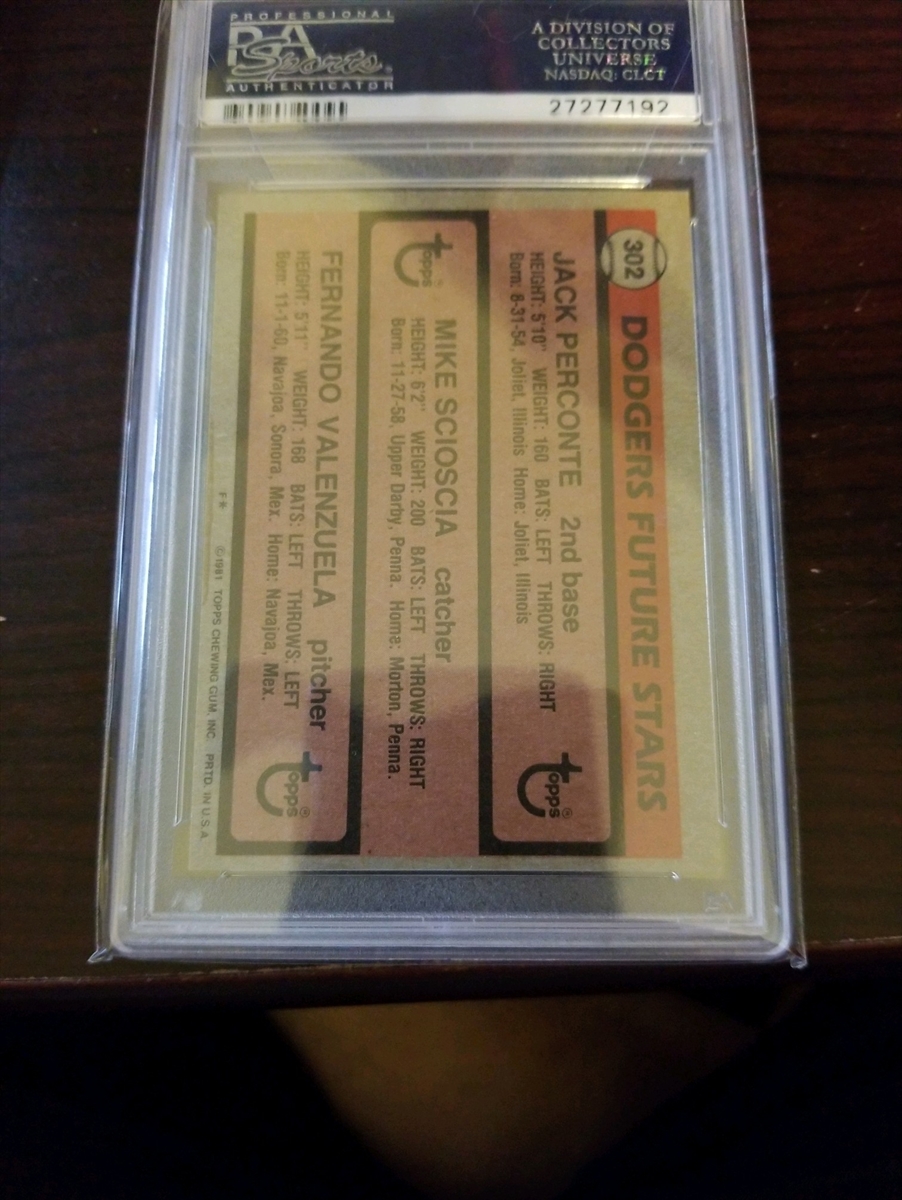 PROFESSIONAL
PSA
Sports
AUTHENTICATOR
A DIVISION OF
COLLECTORS
UNIVERSE
NASDAQ: CLCT
27277192
302
DODGERS FUTURE STARS
JACK PERCONTE 2nd base
HEIGHT: 5'10" WEIGHT: 160 BATS: LEFT THROWS: RIGHT
Born: 8-31-54, Joliet, Illinois Home: Joliet, Illinois
topps®
topps®
MIKE SCIOSCIA catcher
HEIGHT: 6'2" WEIGHT: 200 BATS: LEFT THROWS: RIGHT
Born: 11-27-58, Upper Darby, Penna. Home: Morton, Penna.
FERNANDO VALENZUELA pitcher
HEIGHT: 5'11" WEIGHT: 168 BATS: LEFT THROWS: LEFT
Born: 11-1-60, Navajoa, Sonora, Mex. Home: Navajoa, Mex.
topps®
F* ©1981 TOPPS CHEWING GUM, INC. PRTD. IN U.S.A.